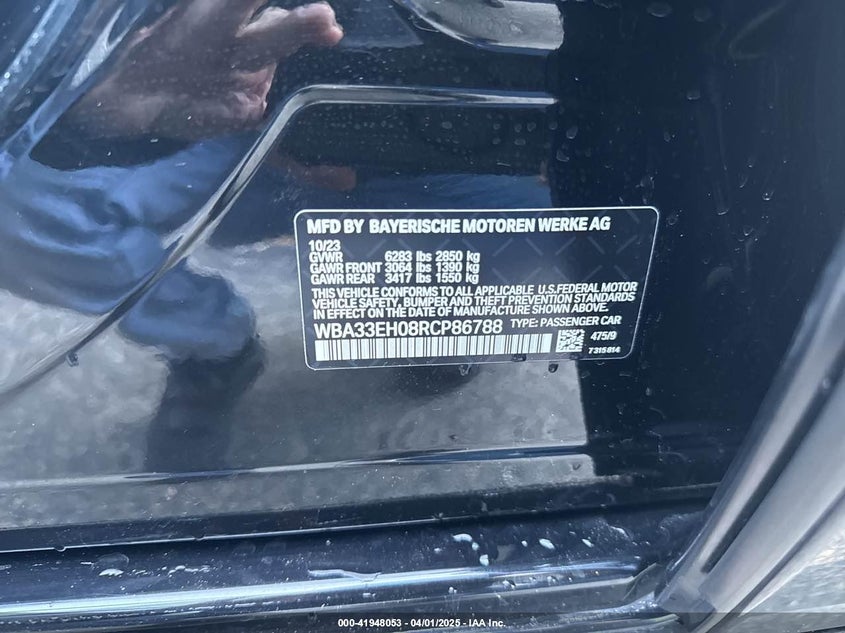 MFD BY BAYERISCHE MOTOREN WERKE AG
10/23
GVWR 6283 lbs 2850 kg
GAWR FRONT 3064 lbs 1390 kg
GAWR REAR 3417 lbs 1550 kg
THIS VEHICLE CONFORMS TO ALL APPLICABLE U.S.FEDERAL MOTOR
VEHICLE SAFETY, BUMPER AND THEFT PREVENTION STANDARDS
IN EFFECT ON THE DATE OF MANUFACTURE SHOWN ABOVE.
WBA33EH08RCP86788 TYPE: PASSENGER CAR
475/9
7315814
000-41948053 / 04/01/2025 / IAA Inc.